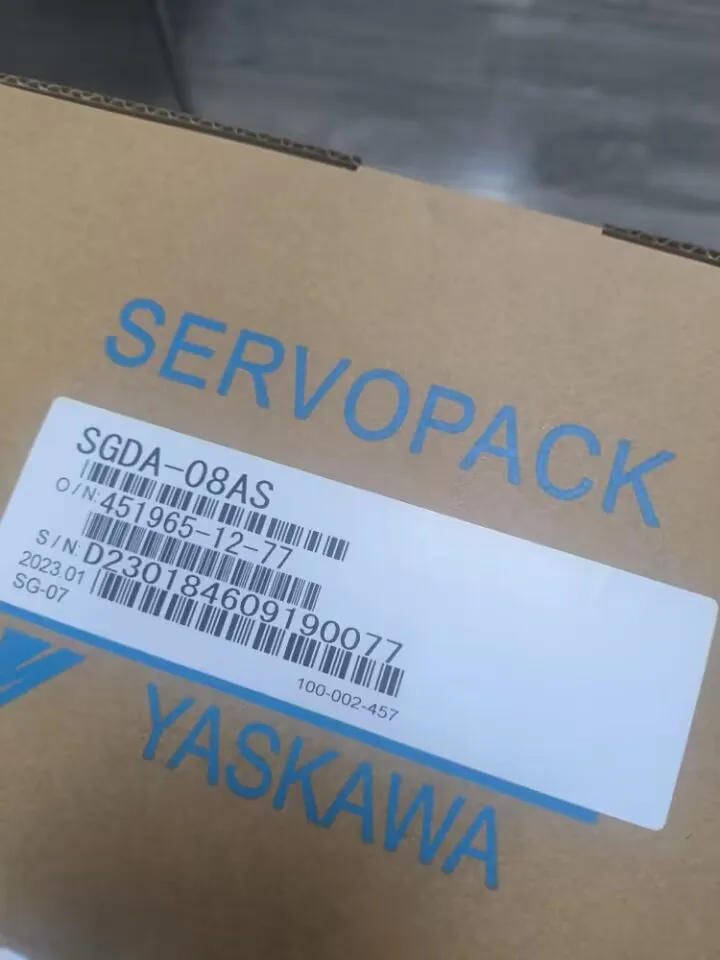 SERVOPACK
SGDA-08AS
O/N:451965-12-77
S/N:D230184609190077
2023.01
SG-07
100-002-457
YASKAWA